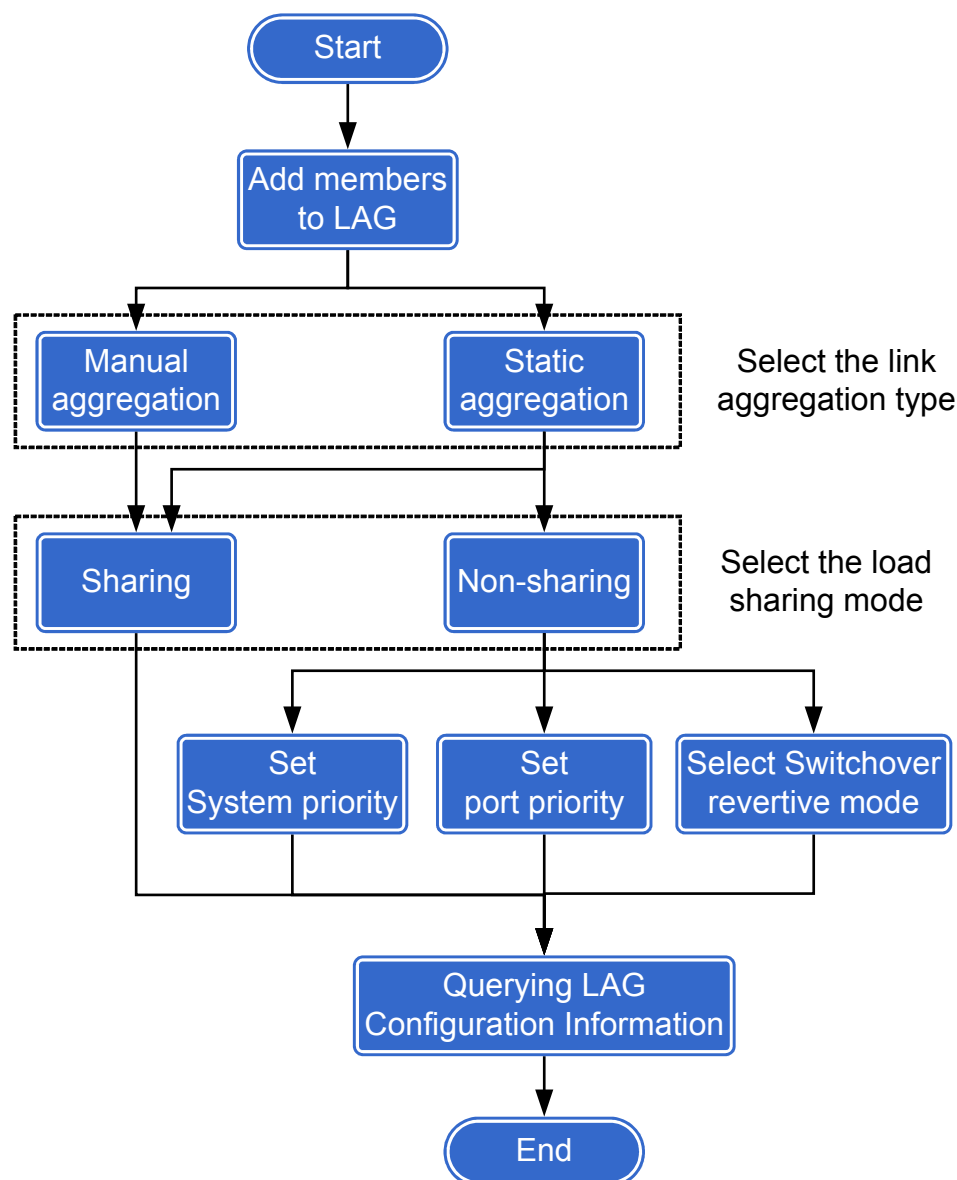 Start
Add members
to LAG
Manual
aggregation
Static
aggregation
Select the link
aggregation type
Sharing
Non-sharing
Select the load
sharing mode
Set
System priority
Set
port priority
Select Switchover
revertive mode
Querying LAG
Configuration Information
End